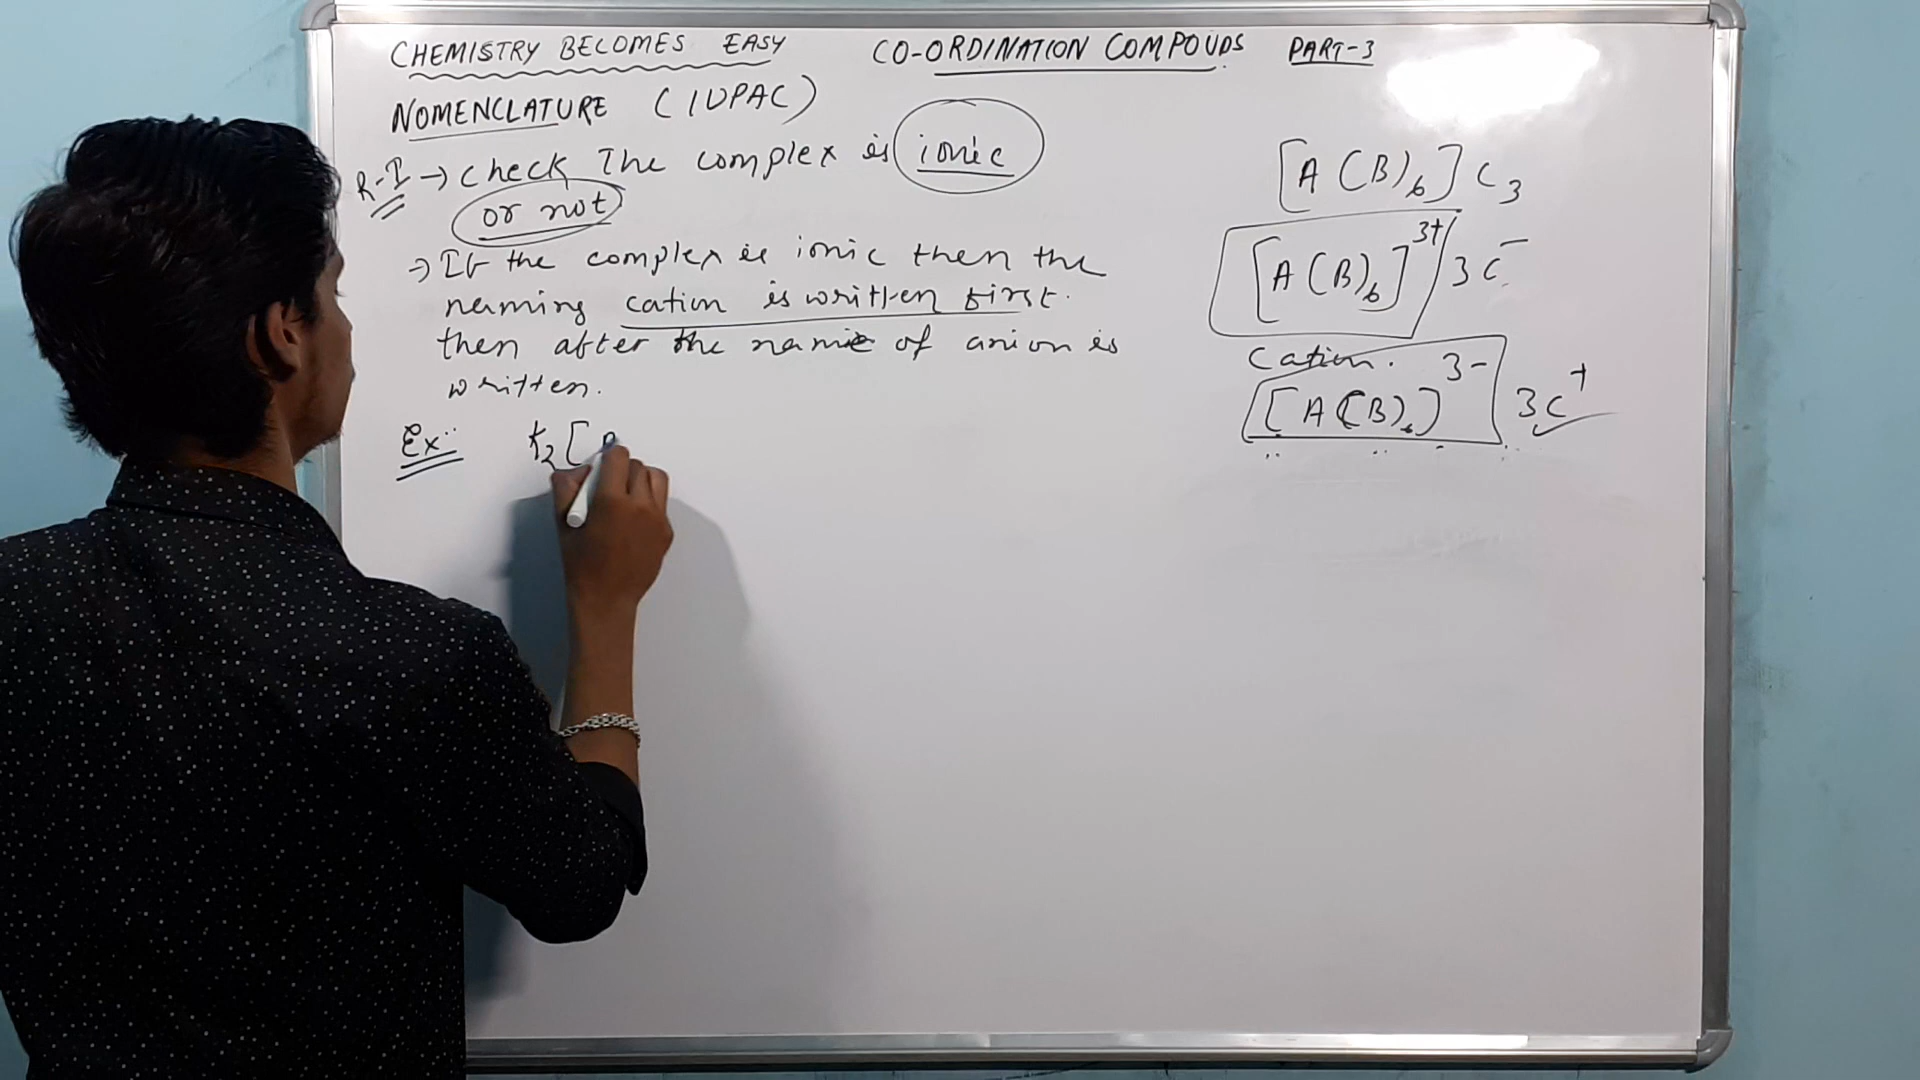 CHEMISTRY BECOMES EASY CO-ORDINATION COMPOUDS PART-3
NOMENCLATURE (IUPAC)
R-I → check The complex is ionic
or not
→ If the complex is ionic then the
naming cation is written first.
then after the name of anion is
written.
Ex:- K2[
[A(B)6]C3
[A(B)6]3+ 3C-
Cation.
[A(B)6]3- 3C+